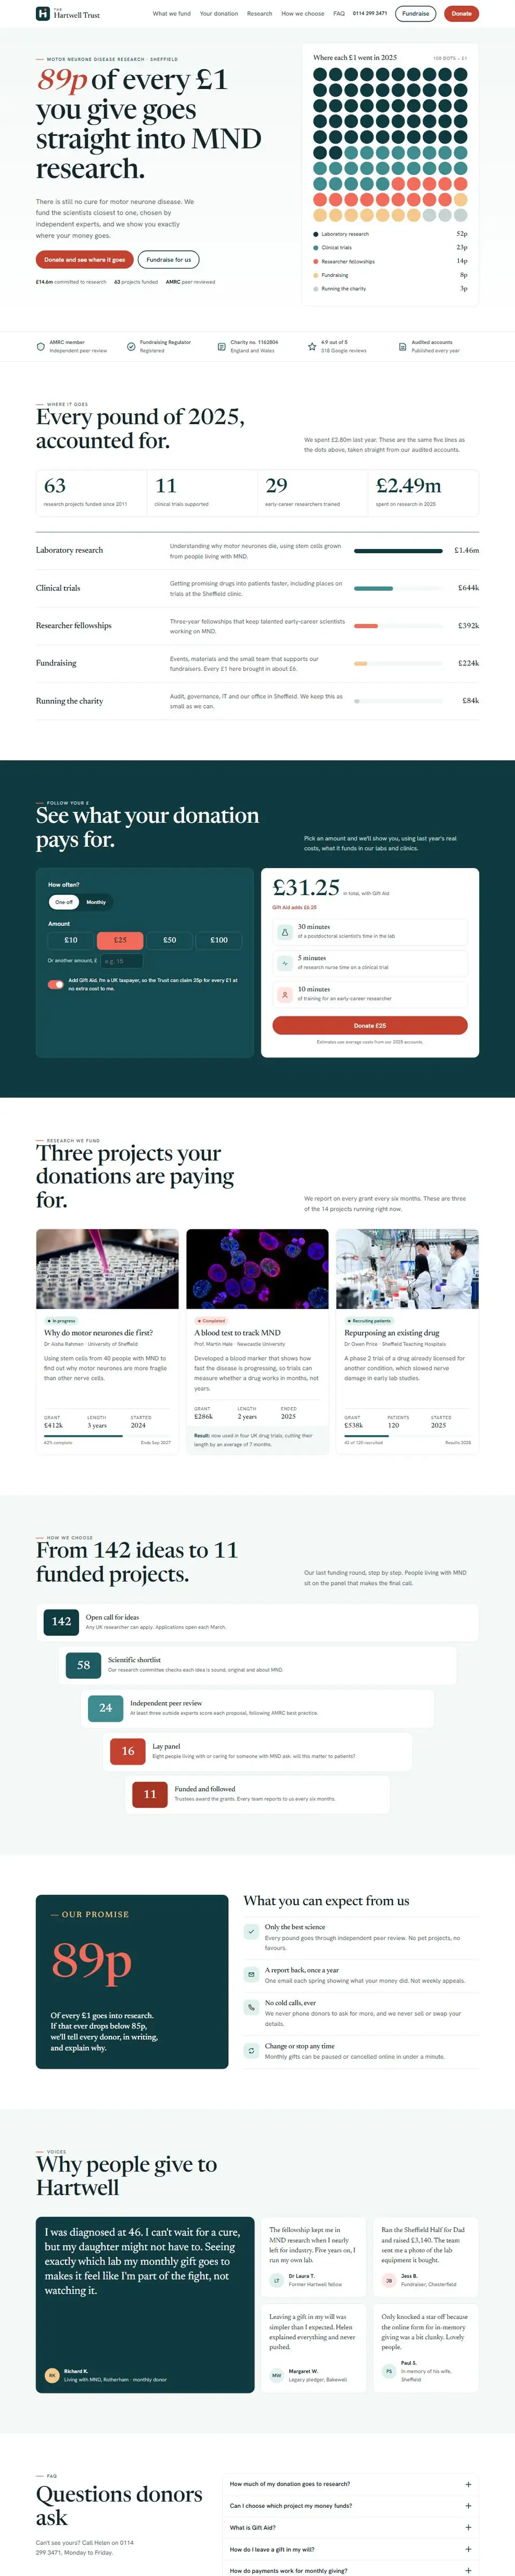 THE
Hartwell Trust
What we fund
Your donation
Research
How we choose
FAQ
0114 299 3471
Fundraise
Donate
MOTOR NEURONE DISEASE RESEARCH · SHEFFIELD
89p of every £1
you give goes
straight into MND
research.
There is still no cure for motor neurone disease. We
fund the scientists closest to one, chosen by
independent experts, and we show you exactly
where your money goes.
Donate and see where it goes
Fundraise for us
£14.6m committed to research
63 projects funded
AMRC peer reviewed
Where each £1 went in 2025
100 DOTS = £1
Laboratory research 52p
Clinical trials 23p
Researcher fellowships 14p
Fundraising 8p
Running the charity 3p
AMRC member
Independent peer review
Fundraising Regulator
Registered
Charity no. 1162804
England and Wales
4.9 out of 5
318 Google reviews
Audited accounts
Published every year
WHERE IT GOES
Every pound of 2025,
accounted for.
We spent £2.80m last year. These are the same five lines as
the dots above, taken straight from our audited accounts.
63
research projects funded since 2011
11
clinical trials supported
29
early-career researchers trained
£2.49m
spent on research in 2025
Laboratory research
Understanding why motor neurones die, using stem cells grown
from people living with MND.
£1.46m
Clinical trials
Getting promising drugs into patients faster, including places on
trials at the Sheffield clinic.
£644k
Researcher fellowships
Three-year fellowships that keep talented early-career scientists
working on MND.
£392k
Fundraising
Events, materials and the small team that supports our
fundraisers. Every £1 here brought in about £6.
£224k
Running the charity
Audit, governance, IT and our office in Sheffield. We keep this as
small as we can.
£84k
FOLLOW YOUR £
See what your donation
pays for.
Pick an amount and we'll show you, using last year's real
costs, what it funds in our labs and clinics.
How often?
One-off
Monthly
Amount
£10
£25
£50
£100
Or another amount, £
e.g. 15
Add Gift Aid. I'm a UK taxpayer, so the Trust can claim 25p for every £1 at
no extra cost to me.
£31.25 in total, with Gift Aid
Gift Aid adds £6.25
30 minutes
of a postdoctoral scientist's time in the lab
5 minutes
of research nurse time on a clinical trial
10 minutes
of training for an early-career researcher
Donate £25
Estimates use average costs from our 2025 accounts.
RESEARCH WE FUND
Three projects your
donations are paying
for.
We report on every grant every six months. These are three
of the 14 projects running right now.
In progress
Why do motor neurones die first?
Dr Aisha Rahman · University of Sheffield
Using stem cells from 40 people with MND to
find out why motor neurones are more fragile
than other nerve cells.
GRANT
£412k
LENGTH
3 years
STARTED
2024
62% complete
Ends Sep 2027
Completed
A blood test to track MND
Prof. Martin Hale · Newcastle University
Developed a blood marker that shows how
fast the disease is progressing, so trials can
measure whether a drug works in months, not
years.
GRANT
£286k
LENGTH
2 years
ENDED
2025
Result: now used in four UK drug trials, cutting their
length by an average of 7 months.
Recruiting patients
Repurposing an existing drug
Dr Owen Price · Sheffield Teaching Hospitals
A phase 2 trial of a drug already licensed for
another condition, which slowed nerve
damage in early lab studies.
GRANT
£538k
PATIENTS
120
STARTED
2025
42 of 120 recruited
Results 2028
HOW WE CHOOSE
From 142 ideas to 11
funded projects.
Our last funding round, step by step. People living with MND
sit on the panel that makes the final call.
142
Open call for ideas
Any UK researcher can apply. Applications open each March.
58
Scientific shortlist
Our research committee checks each idea is sound, original and about MND.
24
Independent peer review
At least three outside experts score each proposal, following AMRC best practice.
16
Lay panel
Eight people living with or caring for someone with MND ask: will this matter to patients?
11
Funded and followed
Trustees award the grants. Every team reports to us every six months.
OUR PROMISE
89p
Of every £1 goes into research.
If that ever drops below 85p,
we'll tell every donor, in writing,
and explain why.
What you can expect from us
Only the best science
Every pound goes through independent peer review. No pet projects, no
favours.
A report back, once a year
One email each spring showing what your money did. Not weekly appeals.
No cold calls, ever
We never phone donors to ask for more, and we never sell or swap your
details.
Change or stop any time
Monthly gifts can be paused or cancelled online in under a minute.
VOICES
Why people give to
Hartwell
I was diagnosed at 46. I can't wait for a cure,
but my daughter might not have to. Seeing
exactly which lab my monthly gift goes to
makes it feel like I'm part of the fight, not
watching it.
RK
Richard K.
Living with MND, Rotherham · monthly donor
The fellowship kept me in
MND research when I nearly
left for industry. Five years on, I
run my own lab.
LT
Dr Laura T.
Former Hartwell fellow
Ran the Sheffield Half for Dad
and raised £3,140. The team
sent me a photo of the lab
equipment it bought.
JB
Jess B.
Fundraiser, Chesterfield
Leaving a gift in my will was
simpler than I expected. Helen
explained everything and never
pushed.
MW
Margaret W.
Legacy pledger, Bakewell
Only knocked a star off because
the online form for in-memory
giving was a bit clunky. Lovely
people.
PS
Paul S.
In memory of his wife,
Sheffield
FAQ
Questions donors
ask
Can't see yours? Call Helen on 0114
299 3471, Monday to Friday.
How much of my donation goes to research?
Can I choose which project my money funds?
What is Gift Aid?
How do I leave a gift in my will?
How do payments work for monthly giving?